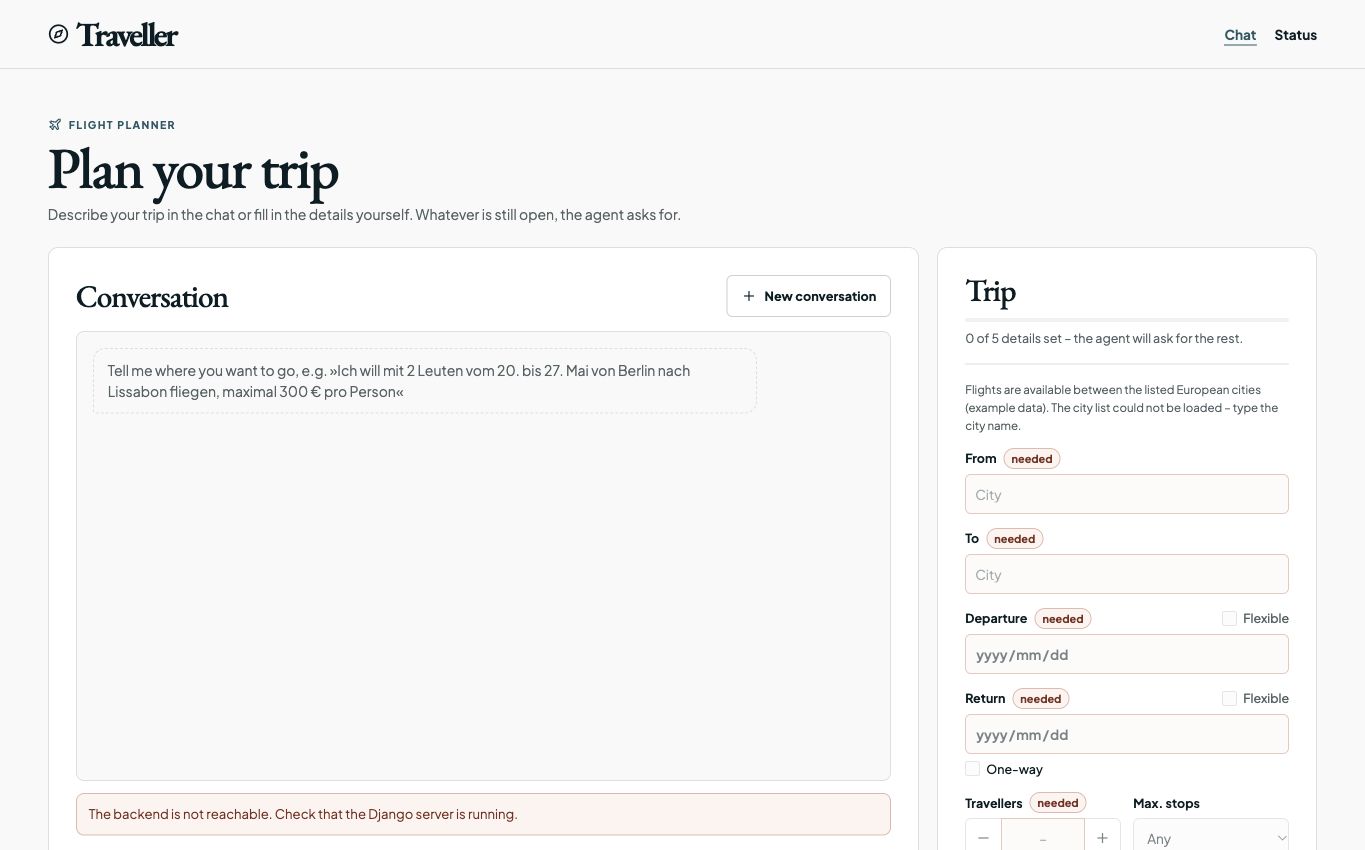 Traveller
Chat Status
FLIGHT PLANNER
Plan your trip
Describe your trip in the chat or fill in the details yourself. Whatever is still open, the agent asks for.
Conversation
New conversation
Tell me where you want to go, e.g. »Ich will mit 2 Leuten vom 20. bis 27. Mai von Berlin nach
Lissabon fliegen, maximal 300 € pro Person«
The backend is not reachable. Check that the Django server is running.
Trip
0 of 5 details set – the agent will ask for the rest.
Flights are available between the listed European cities
(example data). The city list could not be loaded – type the
city name.
From needed
City
To needed
City
Departure needed Flexible
yyyy/mm/dd
Return needed Flexible
yyyy/mm/dd
One-way
Travellers needed Max. stops
– Any